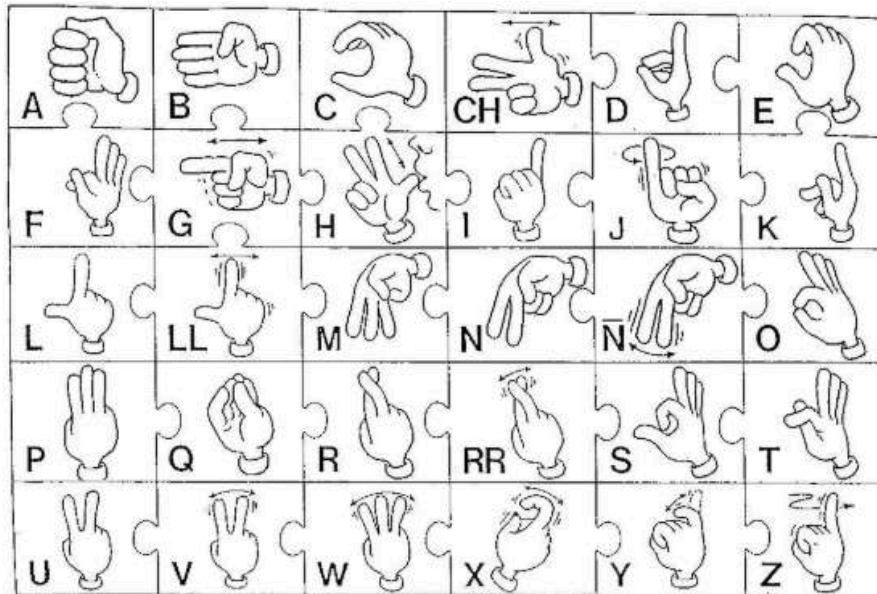 A B C CH D E
F G H I J K
L LL M N Ñ O
P Q R RR S T
U V W X Y Z